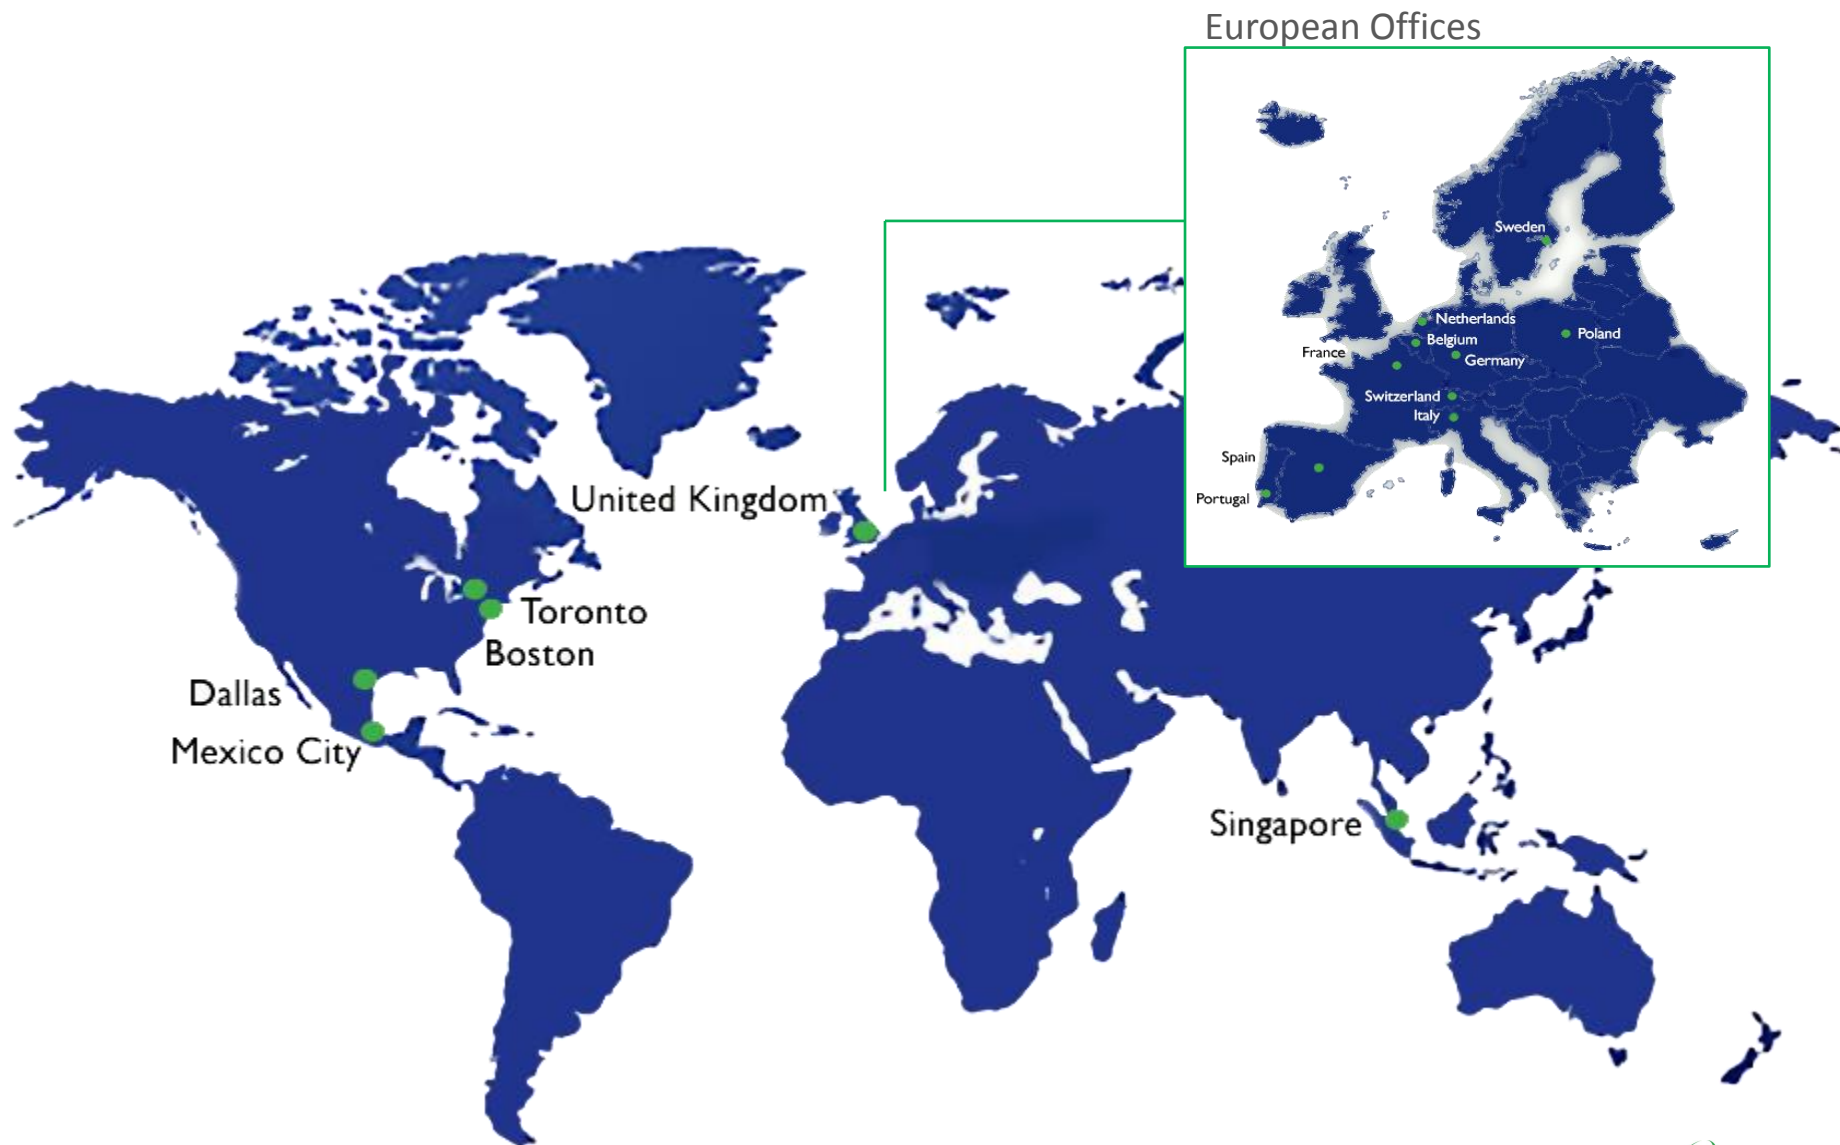 European Offices
Sweden
Netherlands
Belgium
Poland
France
Germany
Switzerland
Italy
Spain
Portugal
United Kingdom
Toronto
Boston
Dallas
Mexico City
Singapore